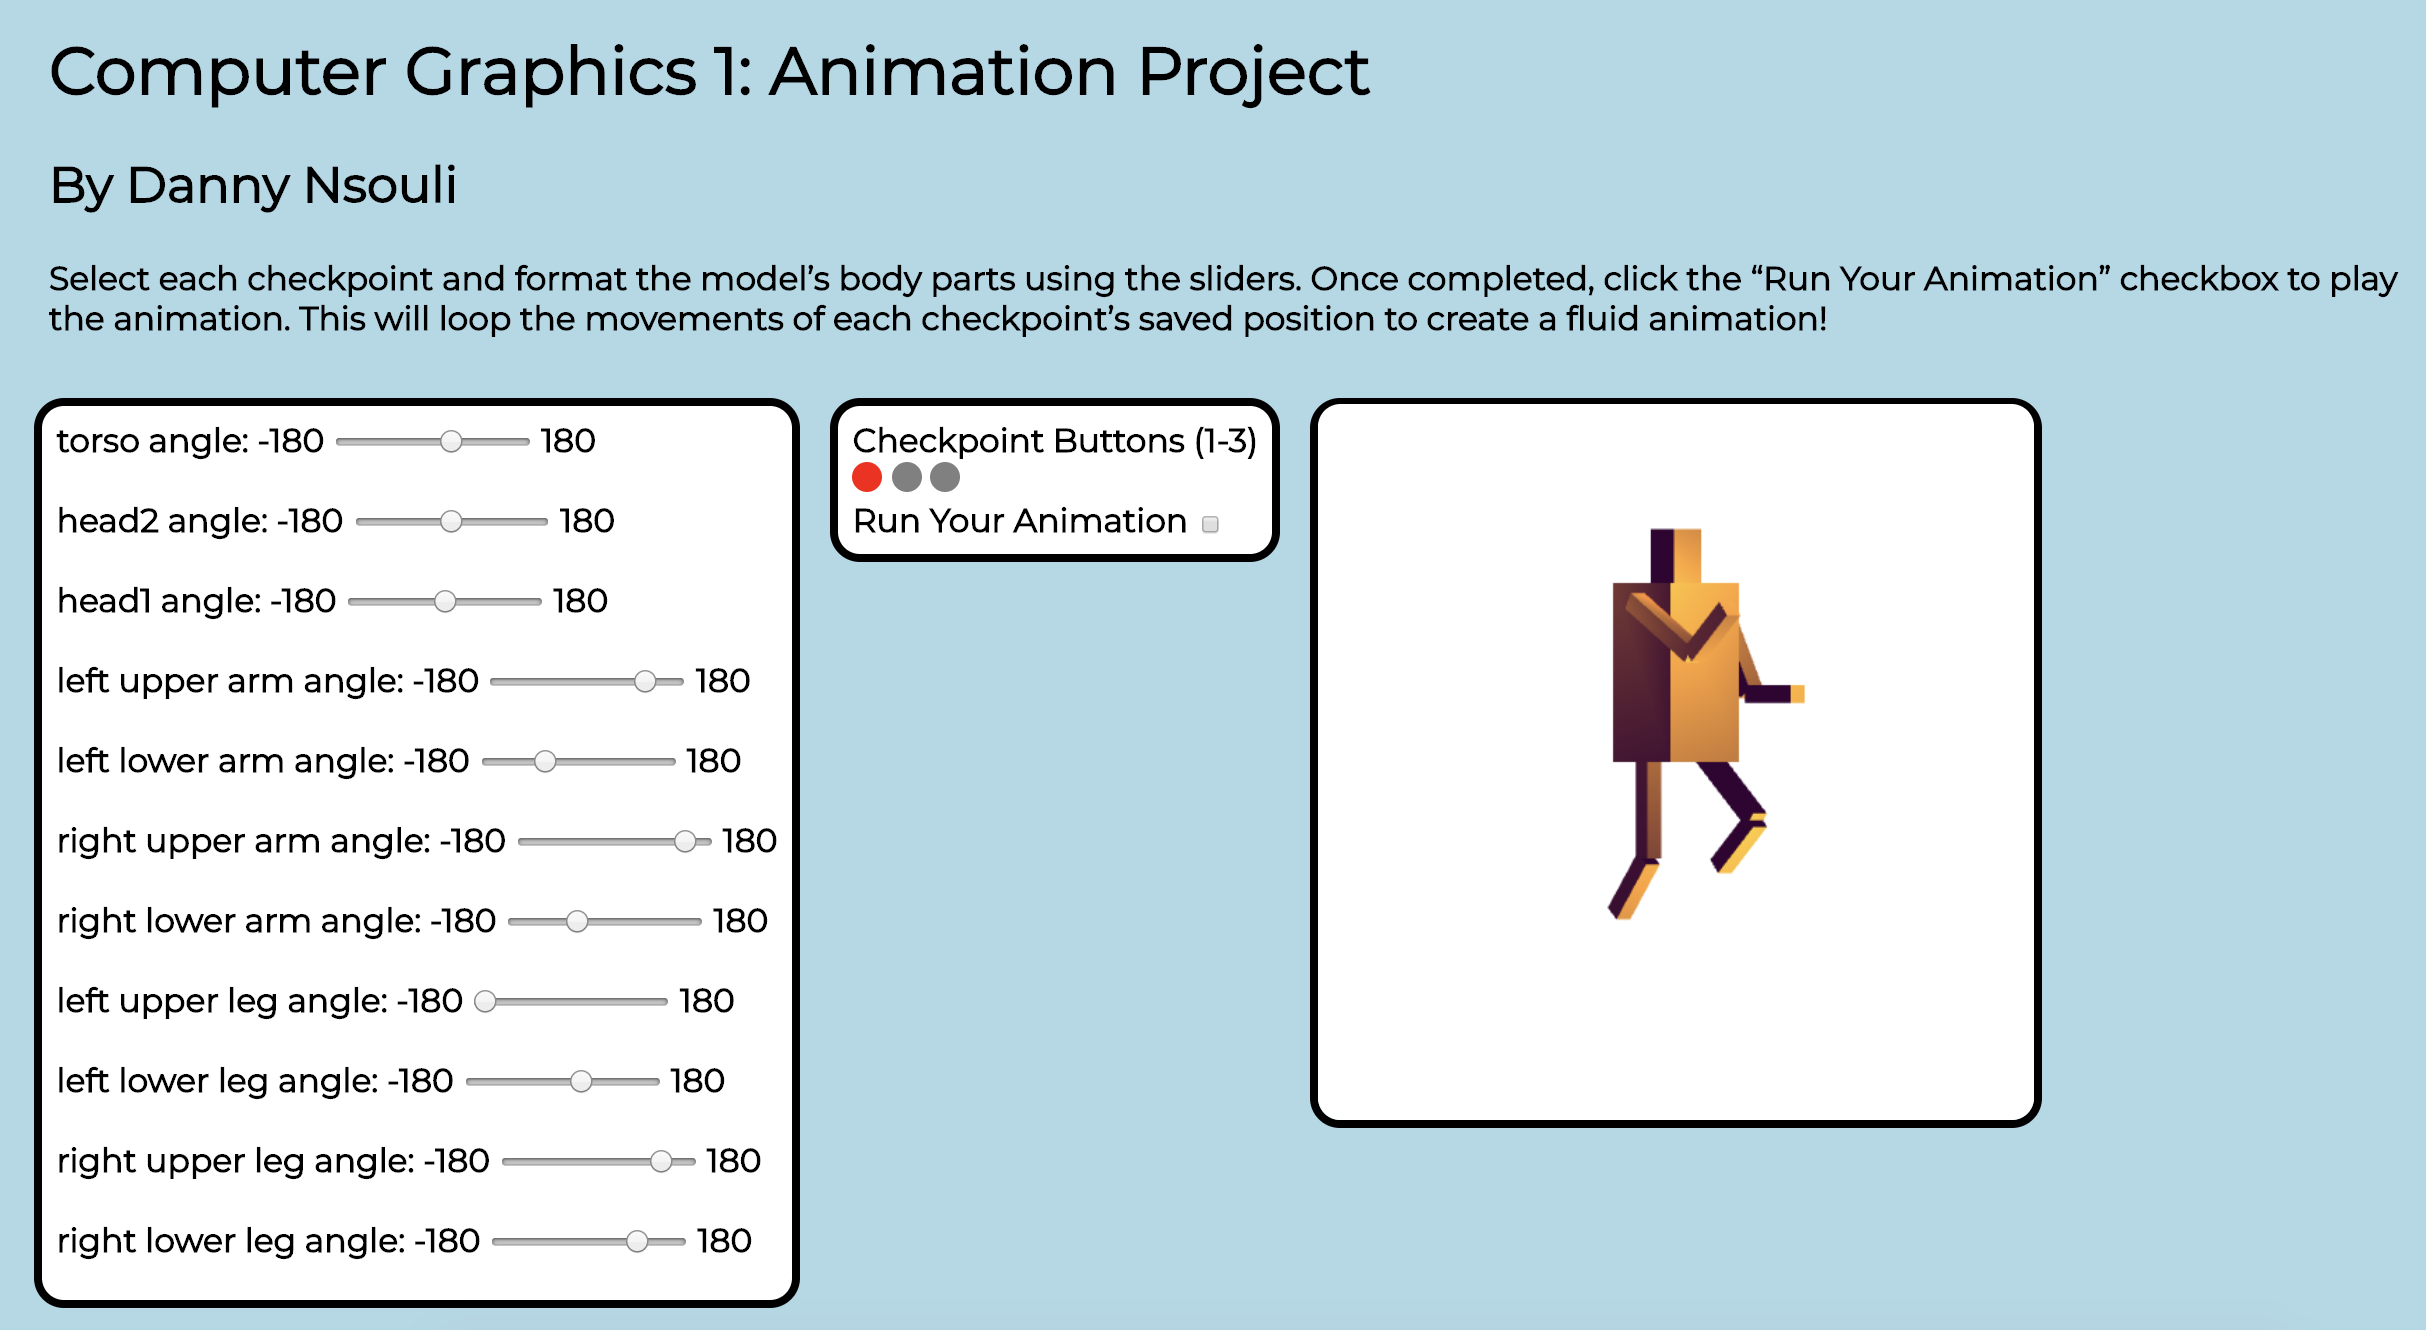 Computer Graphics 1: Animation Project
By Danny Nsouli
Select each checkpoint and format the model’s body parts using the sliders. Once completed, click the “Run Your Animation” checkbox to play
the animation. This will loop the movements of each checkpoint’s saved position to create a fluid animation!
torso angle: -180 180
head2 angle: -180 180
head1 angle: -180 180
left upper arm angle: -180 180
left lower arm angle: -180 180
right upper arm angle: -180 180
right lower arm angle: -180 180
left upper leg angle: -180 180
left lower leg angle: -180 180
right upper leg angle: -180 180
right lower leg angle: -180 180
Checkpoint Buttons (1-3)
Run Your Animation